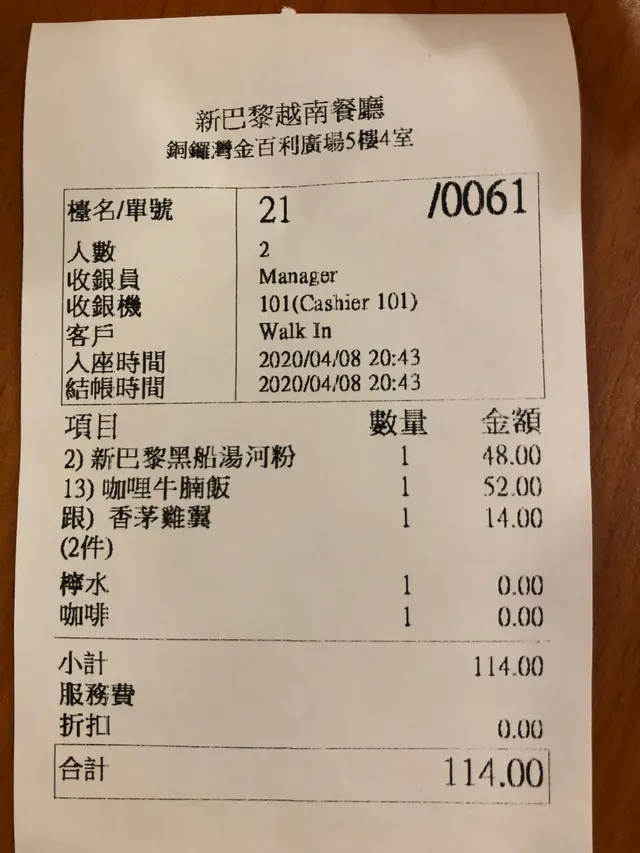 新巴黎越南餐廳
銅鑼灣金百利廣場5樓4室
檯名/單號 21 /0061
人數 2
收銀員 Manager
收銀機 101(Cashier 101)
客戶 Walk In
入座時間 2020/04/08 20:43
結帳時間 2020/04/08 20:43
項目 數量 金額
2) 新巴黎黑船湯河粉 1 48.00
13) 咖哩牛腩飯 1 52.00
跟) 香茅雞翼 1 14.00
(2件)
檸水 1 0.00
咖啡 1 0.00
小計 114.00
服務費
折扣 0.00
合計 114.00